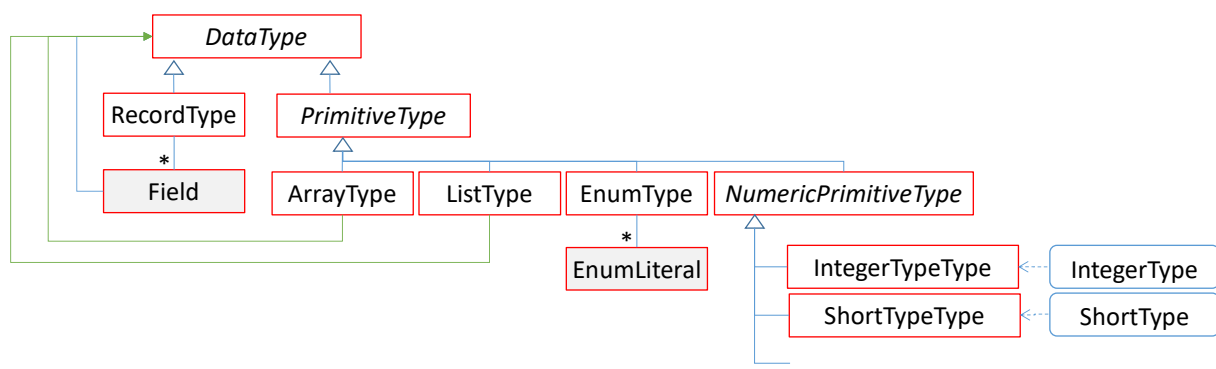 DataType
RecordType
PrimitiveType
*
Field
ArrayType
ListType
EnumType
NumericPrimitiveType
*
EnumLiteral
IntegerTypeType
IntegerType
ShortTypeType
ShortType